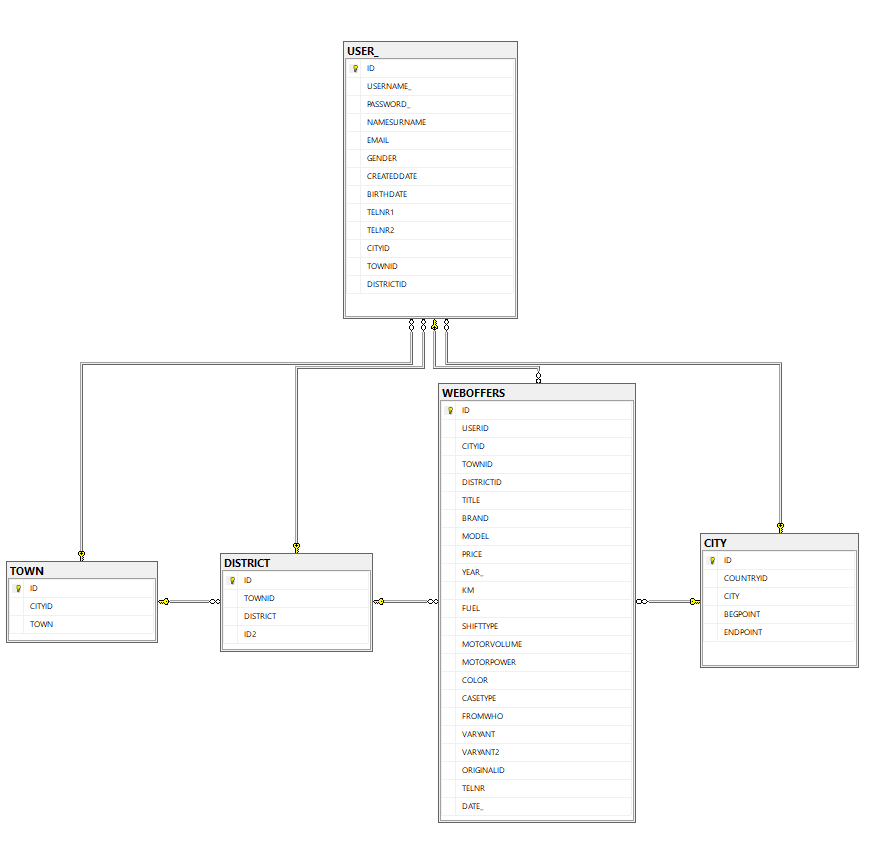 USER_
ID
USERNAME_
PASSWORD_
NAMESURNAME
EMAIL
GENDER
CREATEDDATE
BIRTHDATE
TELNR1
TELNR2
CITYID
TOWNID
DISTRICTID
TOWN
ID
CITYID
TOWN
DISTRICT
ID
TOWNID
DISTRICT
ID2
WEBOFFERS
ID
USERID
CITYID
TOWNID
DISTRICTID
TITLE
BRAND
MODEL
PRICE
YEAR_
KM
FUEL
SHIFTTYPE
MOTORVOLUME
MOTORPOWER
COLOR
CASETYPE
FROMWHO
VARYANT
VARYANT2
ORIGINALID
TELNR
DATE_
CITY
ID
COUNTRYID
CITY
BEGPOINT
ENDPOINT